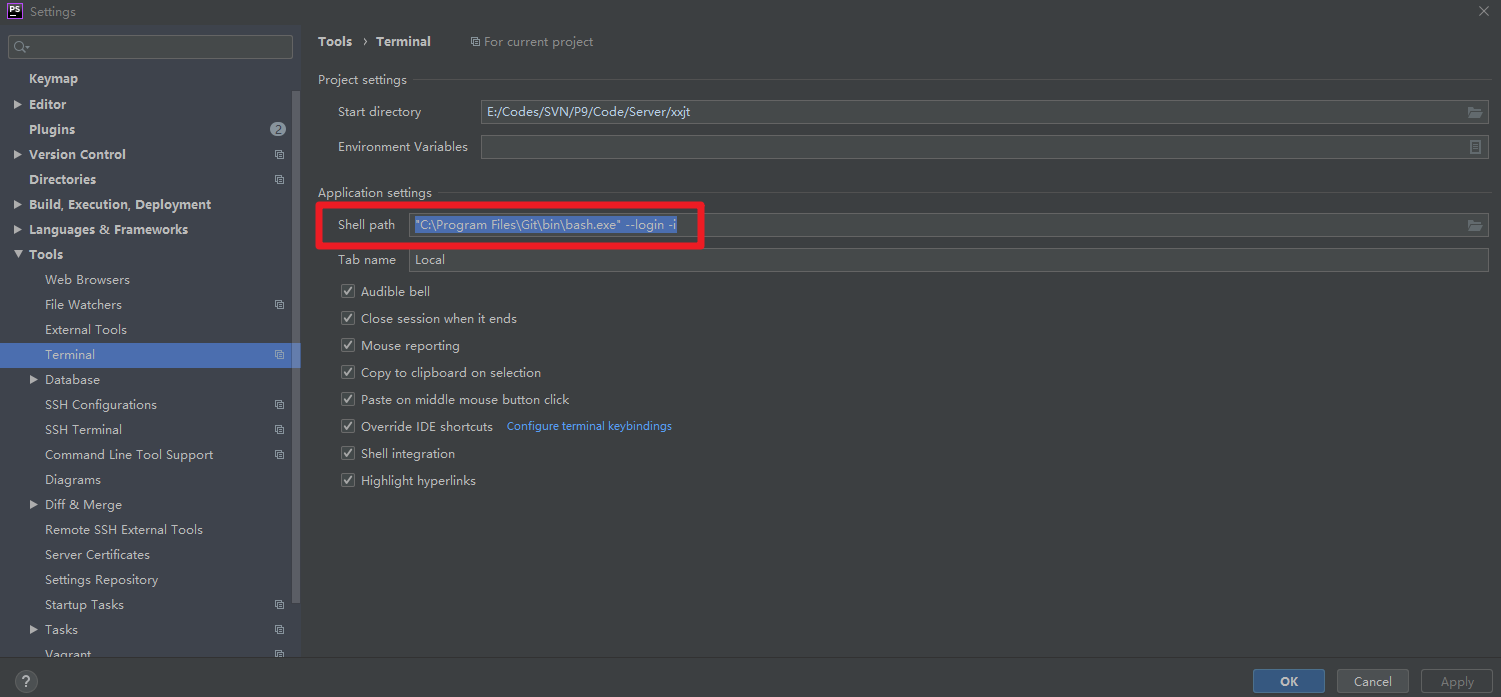 PS Settings
Keymap
Editor
Plugins 2
Version Control
Directories
Build, Execution, Deployment
Languages & Frameworks
Tools
Web Browsers
File Watchers
External Tools
Terminal
Database
SSH Configurations
SSH Terminal
Command Line Tool Support
Diagrams
Diff & Merge
Remote SSH External Tools
Server Certificates
Settings Repository
Startup Tasks
Tasks
Vagrant
Tools › Terminal For current project
Project settings
Start directory E:/Codes/SVN/P9/Code/Server/xxjt
Environment Variables
Application settings
Shell path "C:\Program Files\Git\bin\bash.exe" --login -i
Tab name Local
Audible bell
Close session when it ends
Mouse reporting
Copy to clipboard on selection
Paste on middle mouse button click
Override IDE shortcuts Configure terminal keybindings
Shell integration
Highlight hyperlinks
? OK Cancel Apply